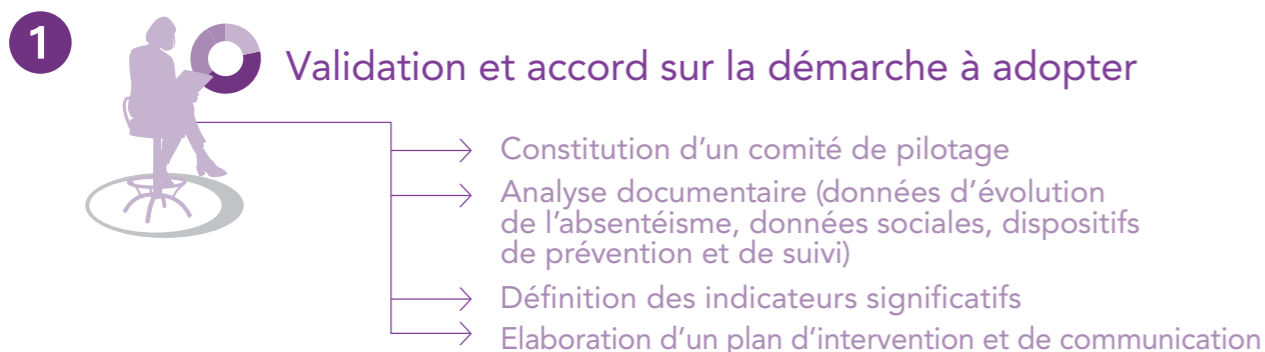 1
Validation et accord sur la démarche à adopter
Constitution d’un comité de pilotage
Analyse documentaire (données d’évolution
de l’absentéisme, données sociales, dispositifs
de prévention et de suivi)
Définition des indicateurs significatifs
Elaboration d’un plan d’intervention et de communication